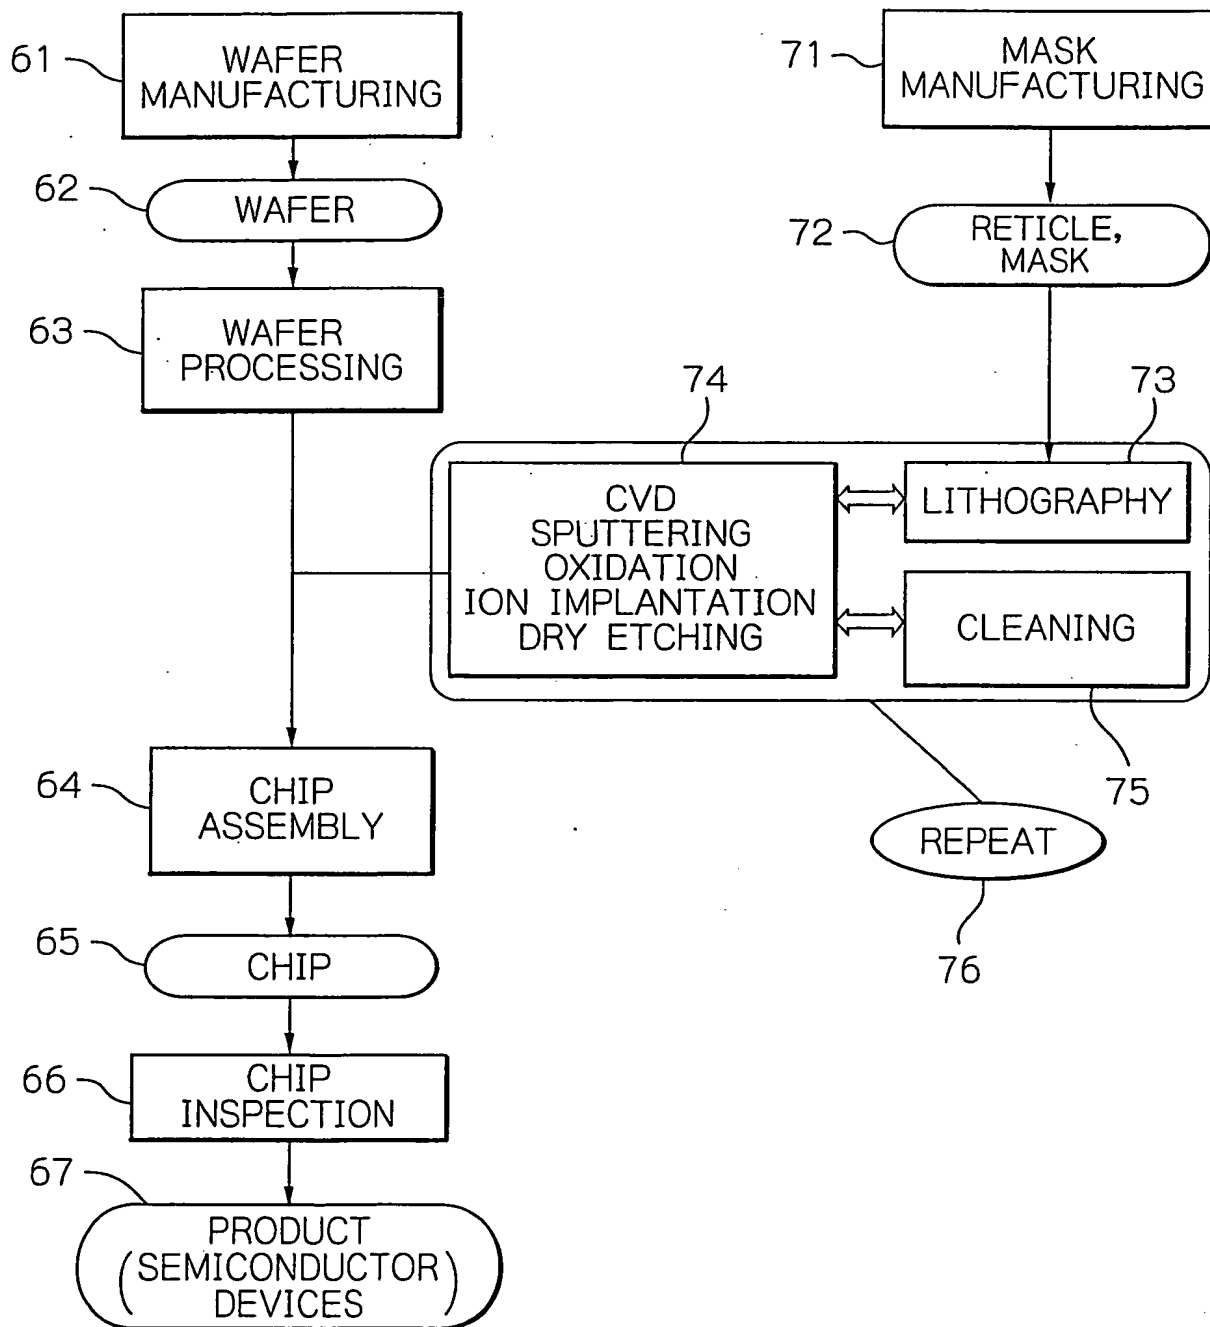 61
WAFER
MANUFACTURING
62
WAFER
63
WAFER
PROCESSING
71
MASK
MANUFACTURING
72
RETICLE,
MASK
74
73
CVD
SPUTTERING
OXIDATION
ION IMPLANTATION
DRY ETCHING
LITHOGRAPHY
CLEANING
75
REPEAT
76
64
CHIP
ASSEMBLY
65
CHIP
66
CHIP
INSPECTION
67
PRODUCT
(SEMICONDUCTOR)
DEVICES